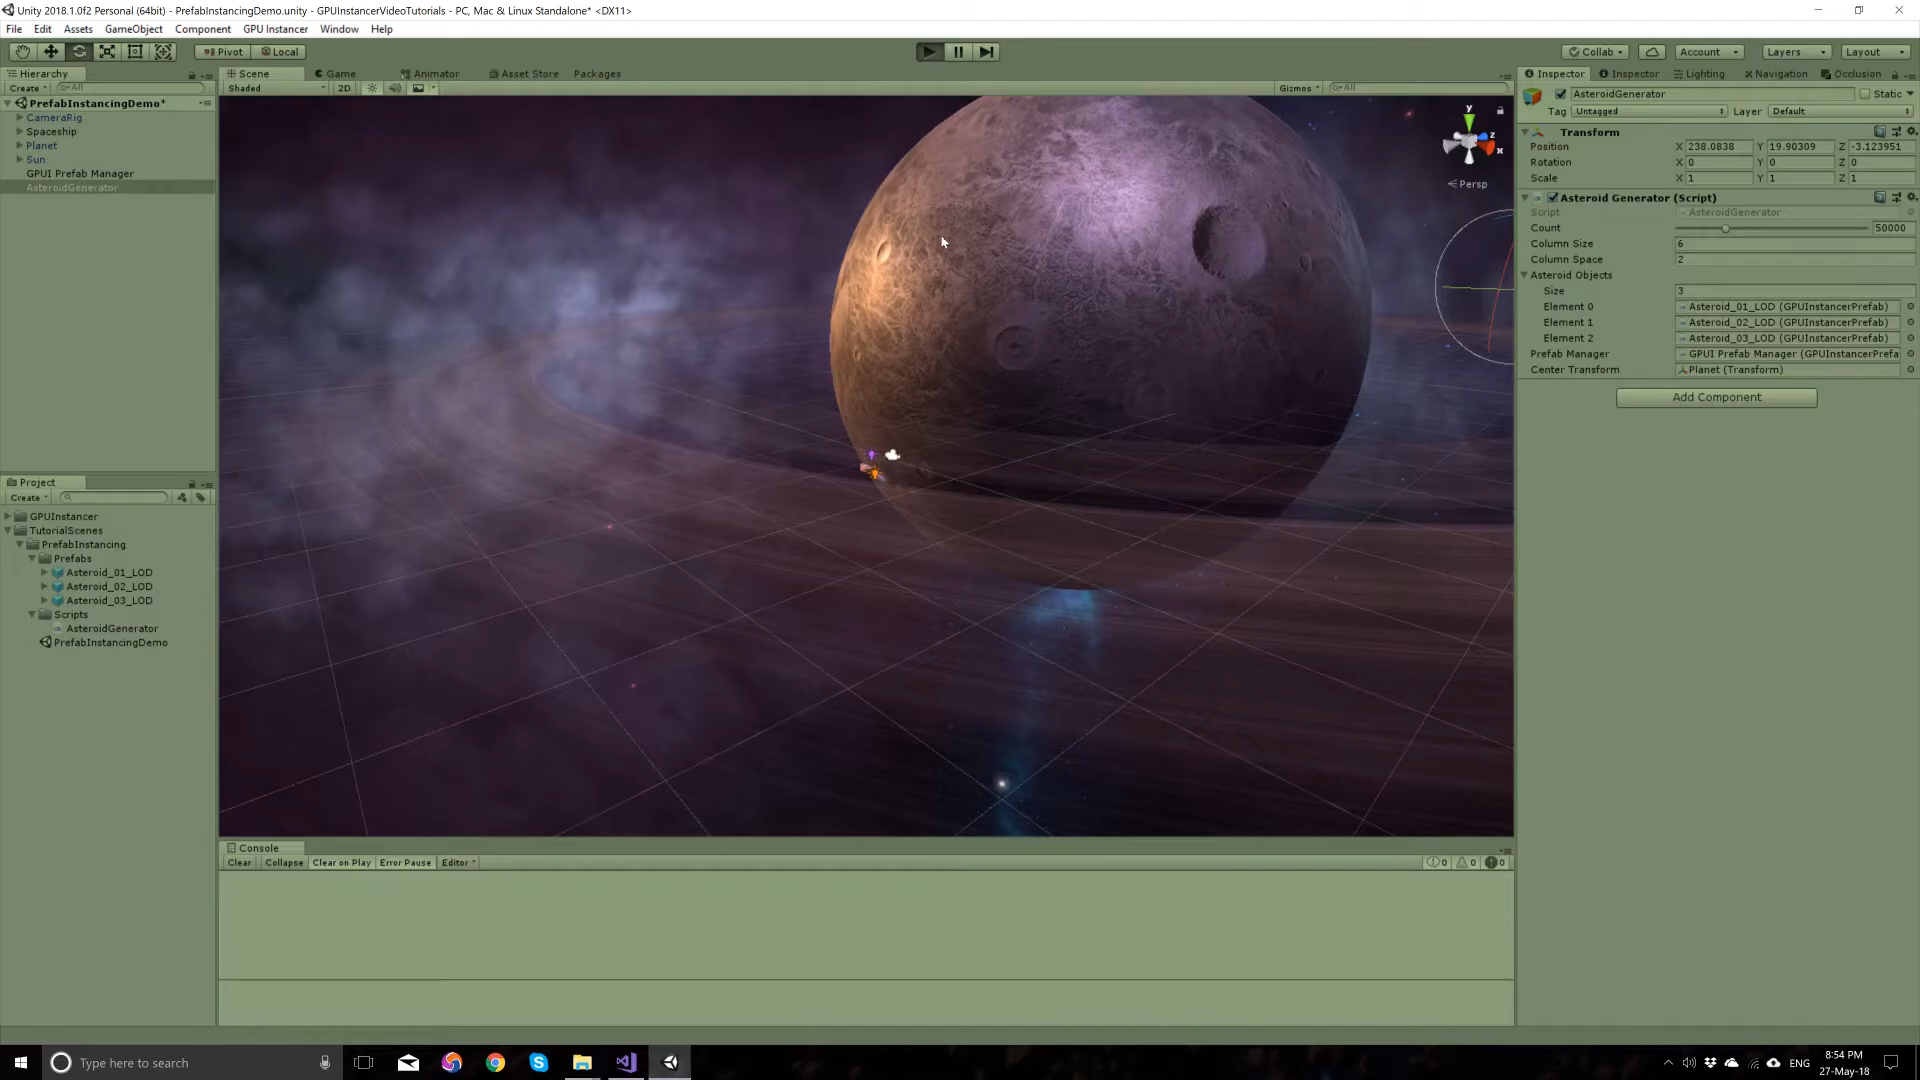 Unity 2018.1.0f2 Personal (64bit) - PrefabInstancingDemo.unity - GPUInstancerVideoTutorials - PC, Mac & Linux Standalone* <DX11>
File Edit Assets GameObject Component GPU Instancer Window Help
Pivot Local Collab Account Layers Layout
Hierarchy
Create All
PrefabInstancingDemo*
CameraRig
Spaceship
Planet
Sun
GPUI Prefab Manager
AsteroidGenerator
Project
Create
GPUInstancer
TutorialScenes
PrefabInstancing
Prefabs
Asteroid_01_LOD
Asteroid_02_LOD
Asteroid_03_LOD
Scripts
AsteroidGenerator
PrefabInstancingDemo
Scene Game Animator Asset Store Packages
Shaded 2D Gizmos All
y
z
x
Persp
Console
Clear Collapse Clear on Play Error Pause Editor 0 0 0
Inspector Inspector Lighting Navigation Occlusion
AsteroidGenerator Static
Tag Untagged Layer Default
Transform
Position X 238.0838 Y 19.90309 Z -3.123951
Rotation X 0 Y 0 Z 0
Scale X 1 Y 1 Z 1
Asteroid Generator (Script)
Script AsteroidGenerator
Count 50000
Column Size 6
Column Space 2
Asteroid Objects
Size 3
Element 0 Asteroid_01_LOD (GPUInstancerPrefab)
Element 1 Asteroid_02_LOD (GPUInstancerPrefab)
Element 2 Asteroid_03_LOD (GPUInstancerPrefab)
Prefab Manager GPUI Prefab Manager (GPUInstancerPrefa
Center Transform Planet (Transform)
Add Component
Type here to search
ENG
8:54 PM
27-May-18